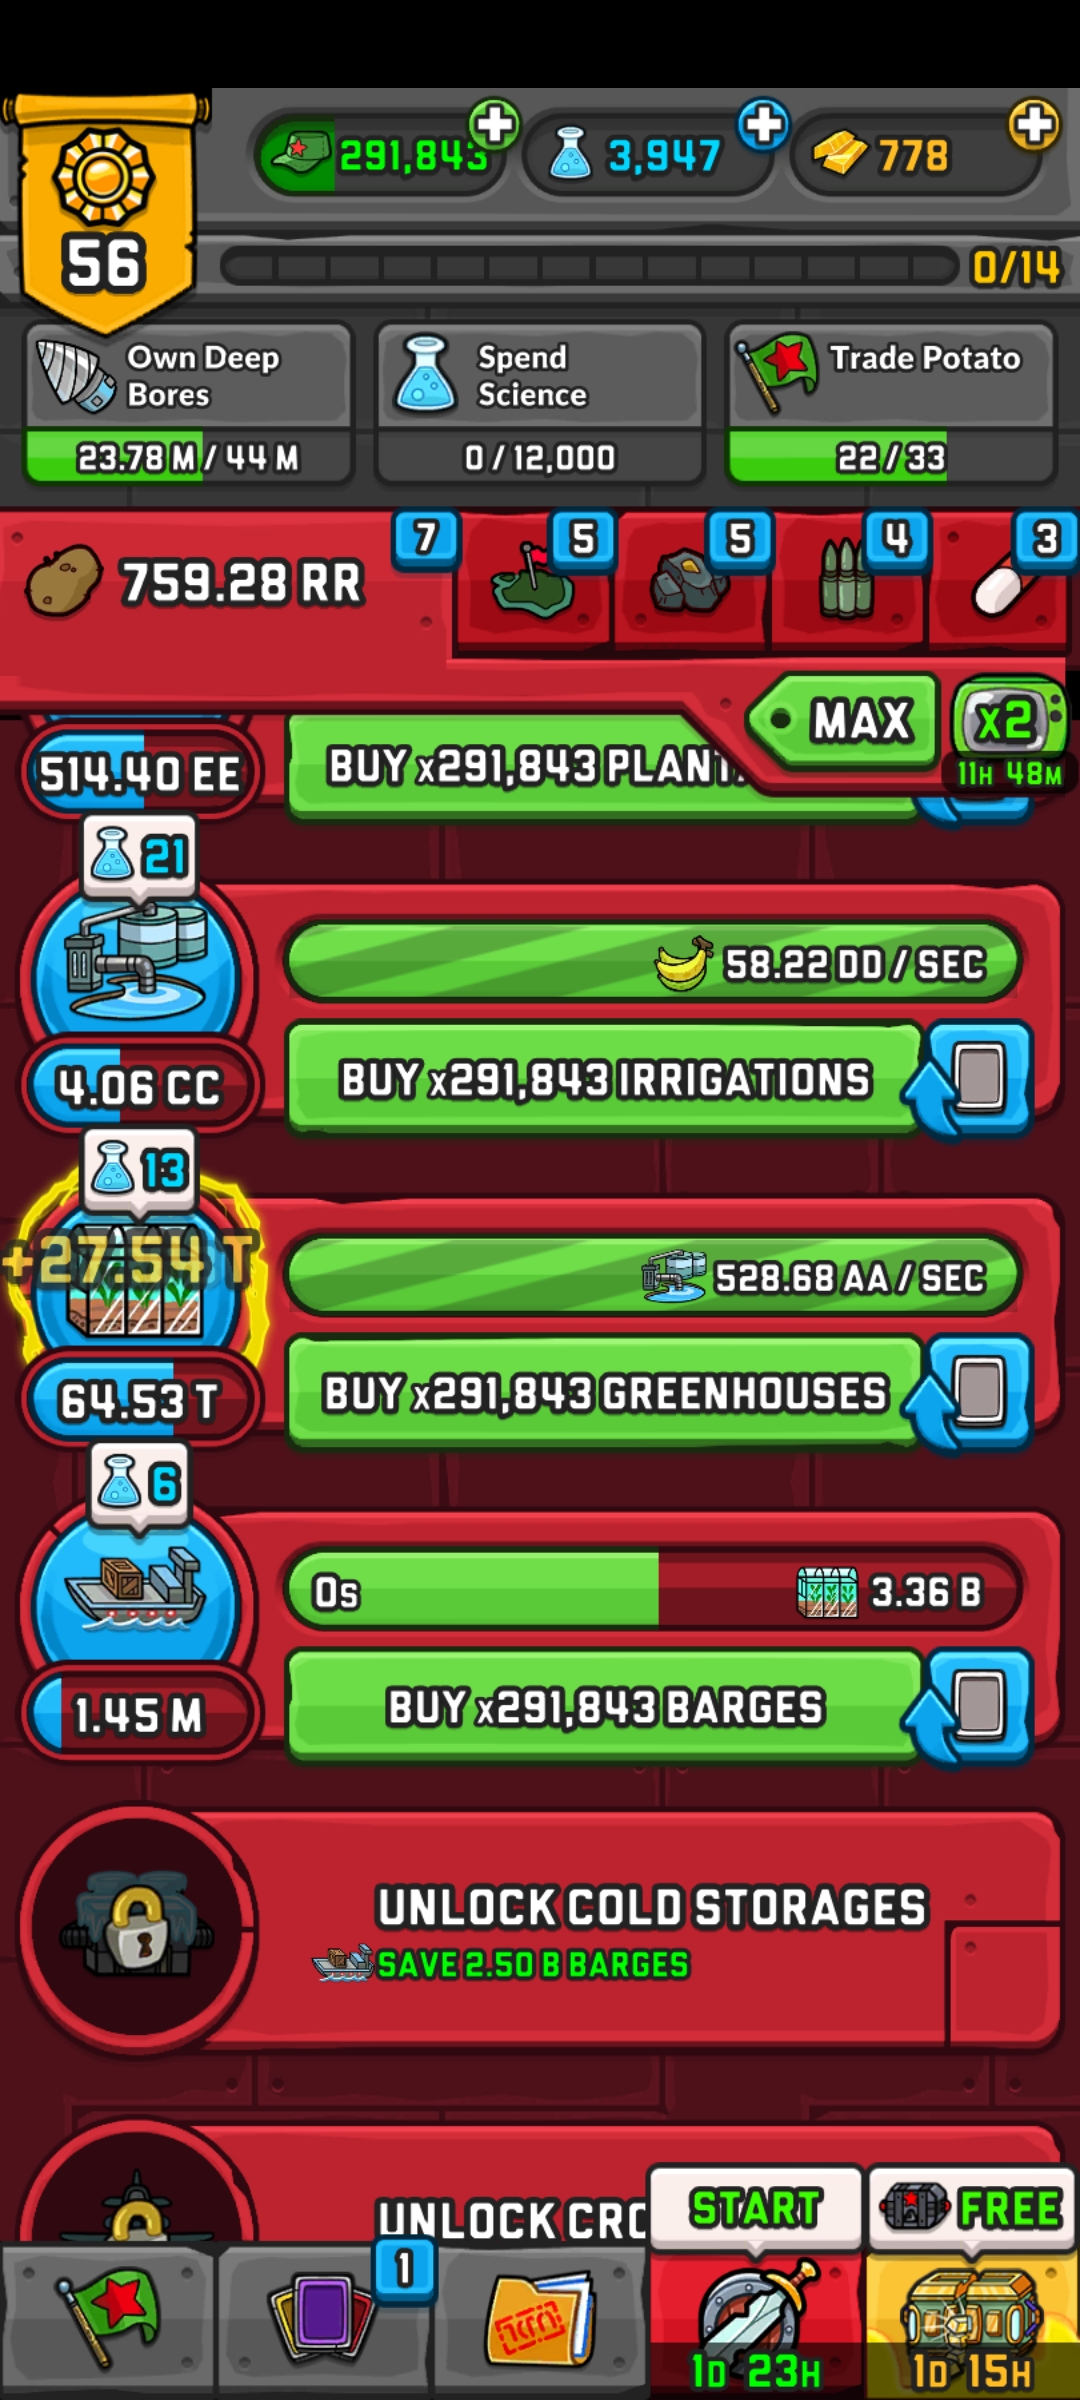 291,843
3,947
778
56
0/14
Own Deep Bores
23.78 M / 44 M
Spend Science
0 / 12,000
Trade Potato
22 / 33
759.28 RR
7
5
5
4
3
MAX
x2
11H 48M
514.40 EE
BUY x291,843
21
58.22 DD / SEC
4.06 CC
BUY x291,843 IRRIGATIONS
13
+27.54 T
528.68 AA / SEC
64.53 T
BUY x291,843 GREENHOUSES
6
0s
3.36 B
1.45 M
BUY x291,843 BARGES
UNLOCK COLD STORAGES
SAVE 2.50 B BARGES
UNLOCK CRO
START
FREE
1
1D 23H
1D 15H